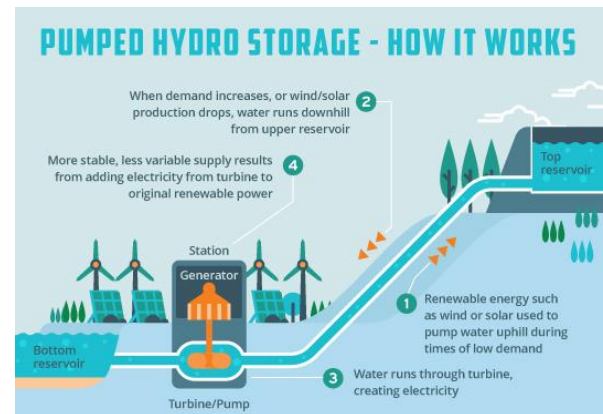 PUMPED HYDRO STORAGE - HOW IT WORKS
When demand increases, or wind/solar
production drops, water runs downhill
from upper reservoir
2
More stable, less variable supply results
from adding electricity from turbine to
original renewable power
4
Top
reservoir
Station
Generator
1
Renewable energy such
as wind or solar used to
pump water uphill during
times of low demand
Bottom
reservoir
3
Water runs through turbine,
creating electricity
Turbine/Pump